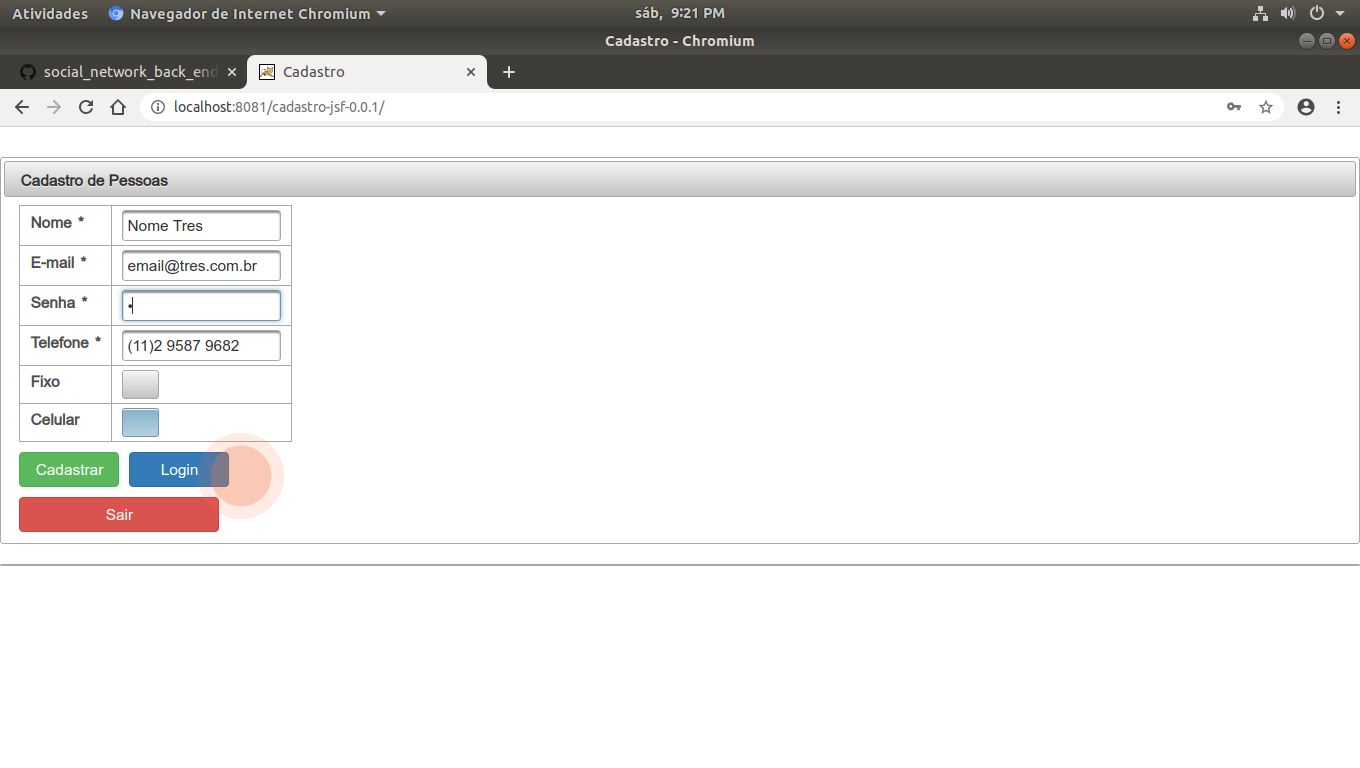 Atividades Navegador de Internet Chromium sáb, 9:21 PM
Cadastro - Chromium
social_network_back_end Cadastro
localhost:8081/cadastro-jsf-0.0.1/
Cadastro de Pessoas
Nome * Nome Tres
E-mail * email@tres.com.br
Senha * •
Telefone * (11)2 9587 9682
Fixo
Celular
Cadastrar Login
Sair